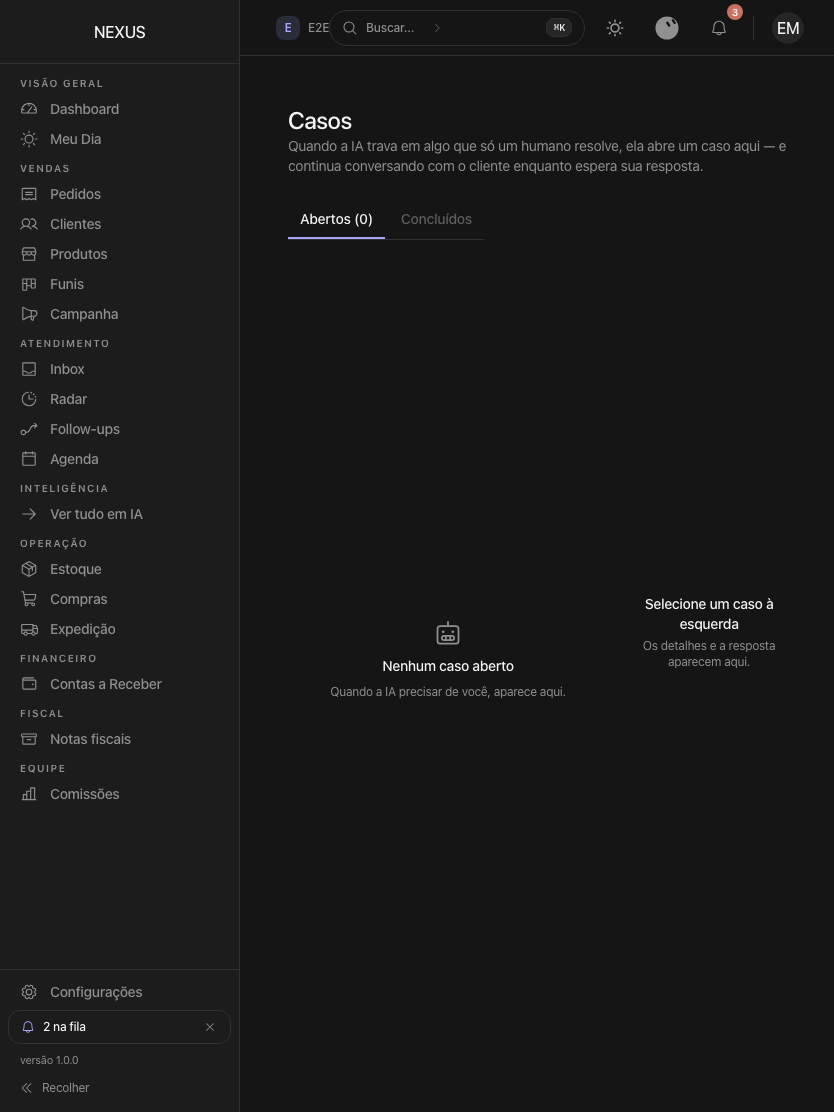 NEXUS
VISÃO GERAL
Dashboard
Meu Dia
VENDAS
Pedidos
Clientes
Produtos
Funis
Campanha
ATENDIMENTO
Inbox
Radar
Follow-ups
Agenda
INTELIGÊNCIA
Ver tudo em IA
OPERAÇÃO
Estoque
Compras
Expedição
FINANCEIRO
Contas a Receber
FISCAL
Notas fiscais
EQUIPE
Comissões
Configurações
2 na fila
versão 1.0.0
Recolher
E E2E
Buscar... ⌘K
3
EM
Casos
Quando a IA trava em algo que só um humano resolve, ela abre um caso aqui — e
continua conversando com o cliente enquanto espera sua resposta.
Abertos (0) Concluídos
Nenhum caso aberto
Quando a IA precisar de você, aparece aqui.
Selecione um caso à
esquerda
Os detalhes e a resposta
aparecem aqui.